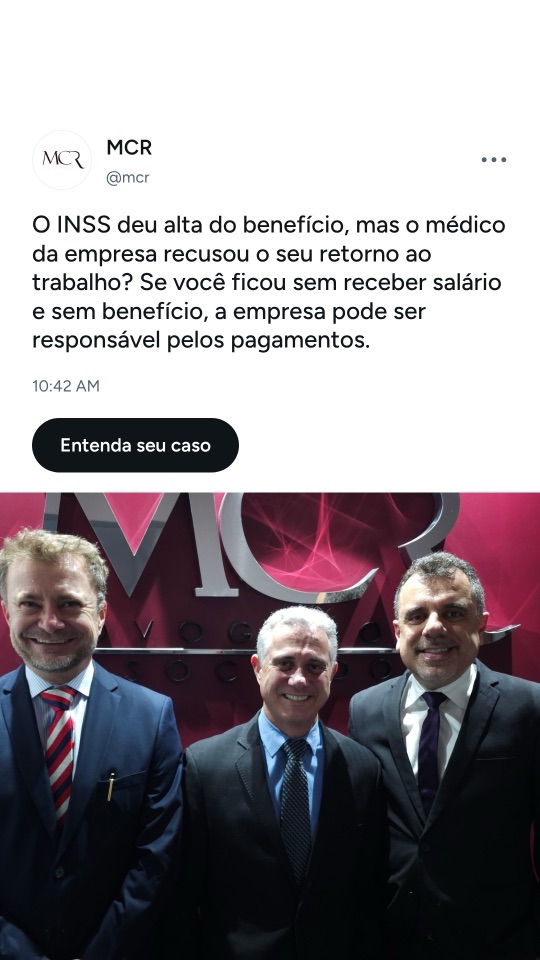 MCR
MCR
@mcr
O INSS deu alta do benefício, mas o médico
da empresa recusou o seu retorno ao
trabalho? Se você ficou sem receber salário
e sem benefício, a empresa pode ser
responsável pelos pagamentos.
10:42 AM
Entenda seu caso
MCR